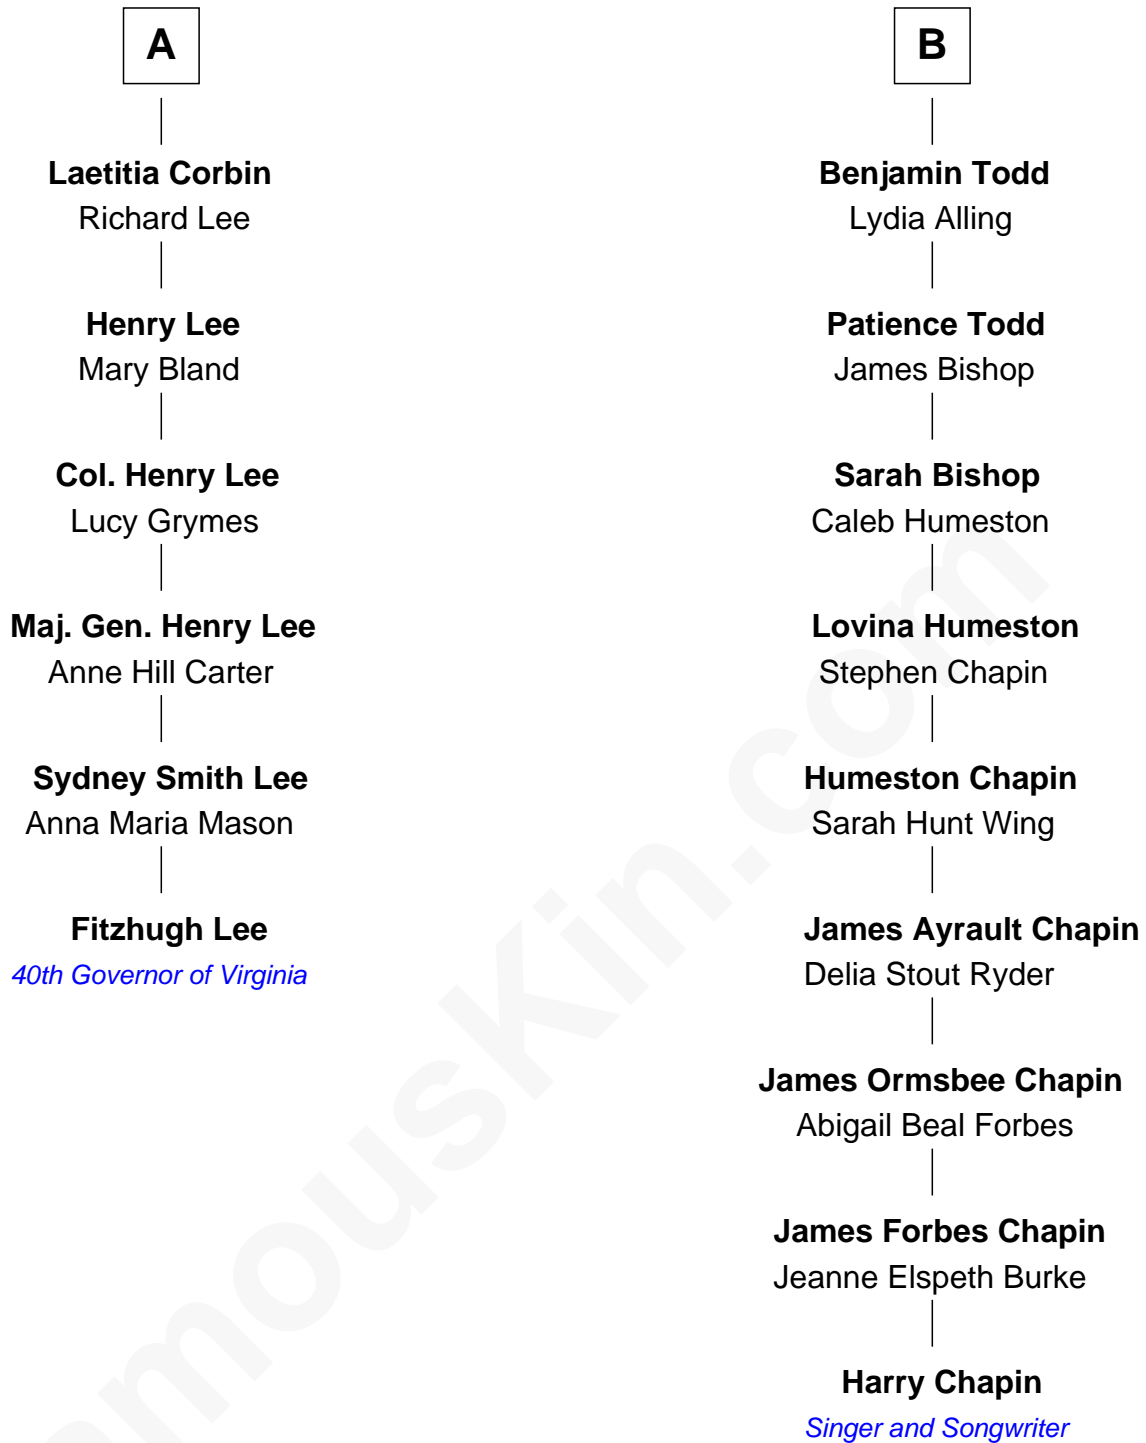 A
Laetitia Corbin
Richard Lee
Henry Lee
Mary Bland
Col. Henry Lee
Lucy Grymes
Maj. Gen. Henry Lee
Anne Hill Carter
Sydney Smith Lee
Anna Maria Mason
Fitzhugh Lee
40th Governor of Virginia
B
Benjamin Todd
Lydia Alling
Patience Todd
James Bishop
Sarah Bishop
Caleb Humeston
Lovina Humeston
Stephen Chapin
Humeston Chapin
Sarah Hunt Wing
James Ayrault Chapin
Delia Stout Ryder
James Ormsbee Chapin
Abigail Beal Forbes
James Forbes Chapin
Jeanne Elspeth Burke
Harry Chapin
Singer and Songwriter
amouskin.com